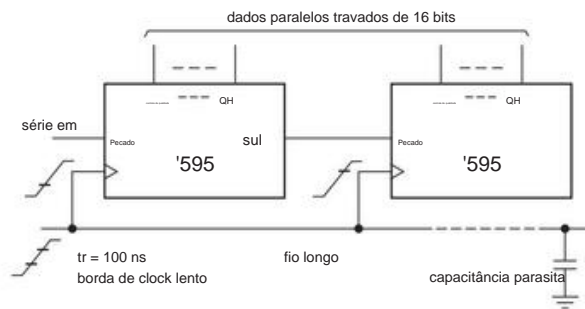 dados paralelos travados de 16 bits
QH
QH
série em
Pecado
sul
Pecado
'595
'595
tr = 100 ns
fio longo
borda de clock lento
capacitância parasita